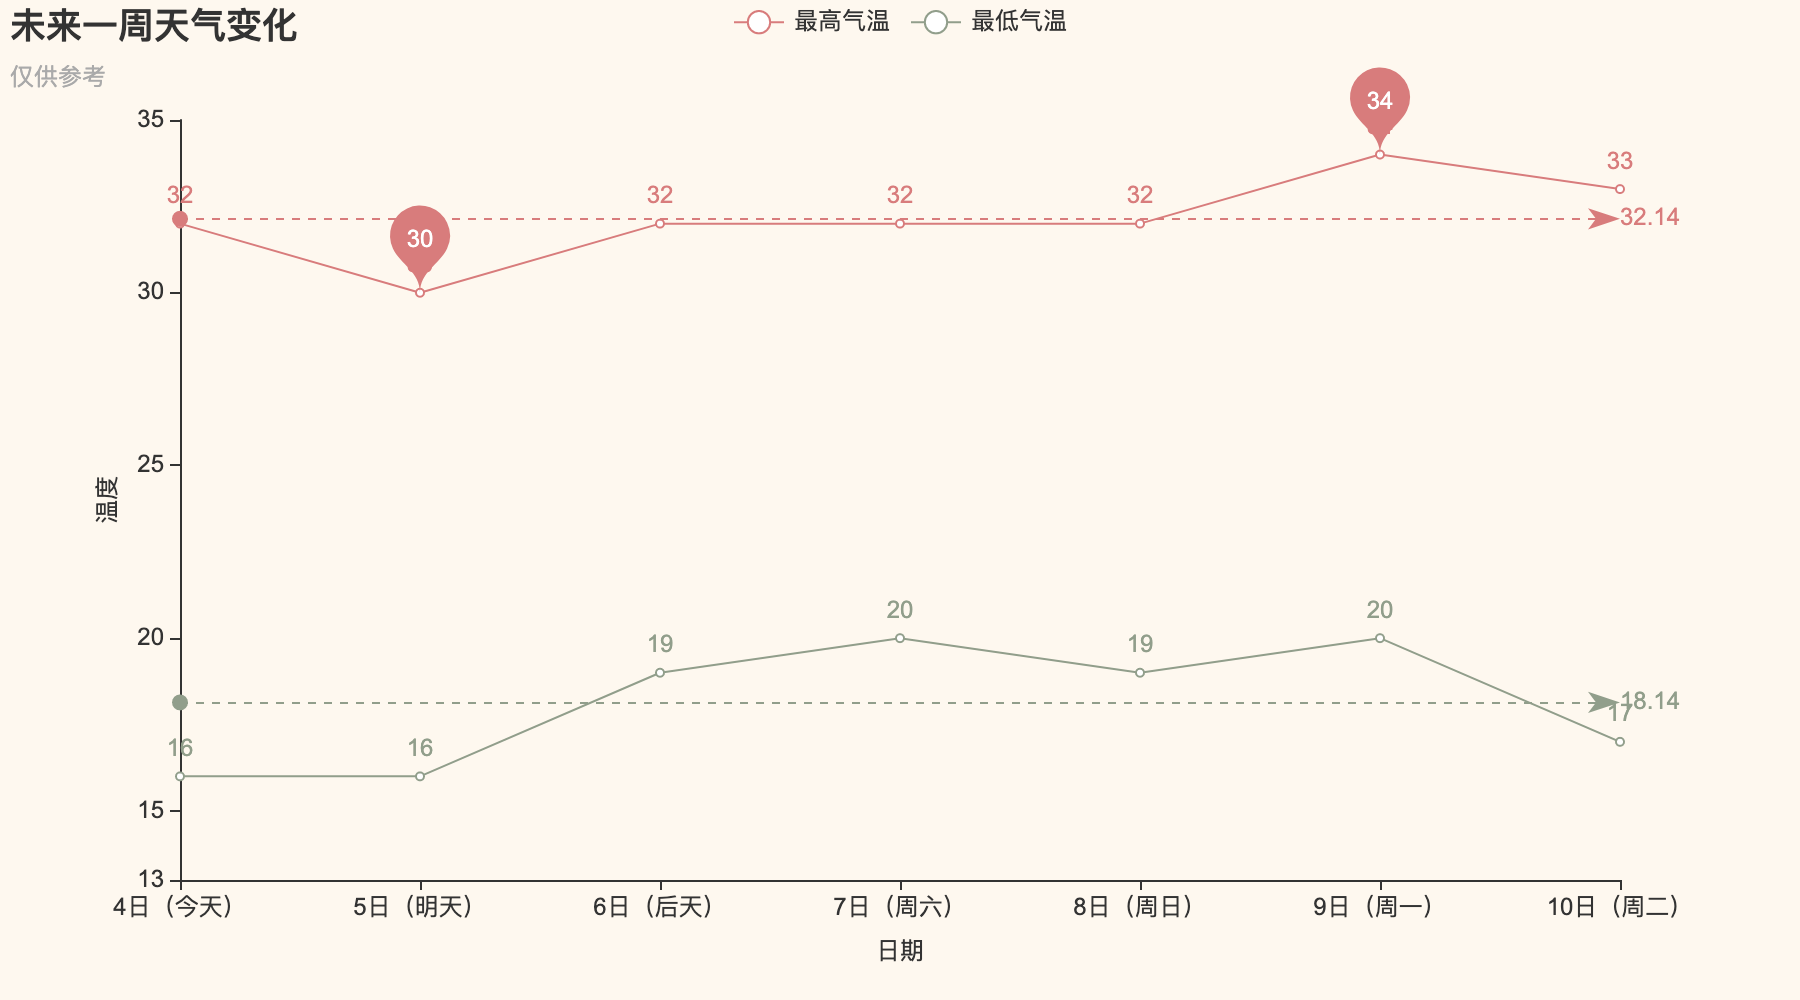 未来一周天气变化
最高气温
最低气温
仅供参考
35
30
25
20
15
13
温度
32
30
32
32
32
34
33
32.14
16
16
19
20
19
20
17
18.14
4日（今天）
5日（明天）
6日（后天）
7日（周六）
8日（周日）
9日（周一）
10日（周二）
日期